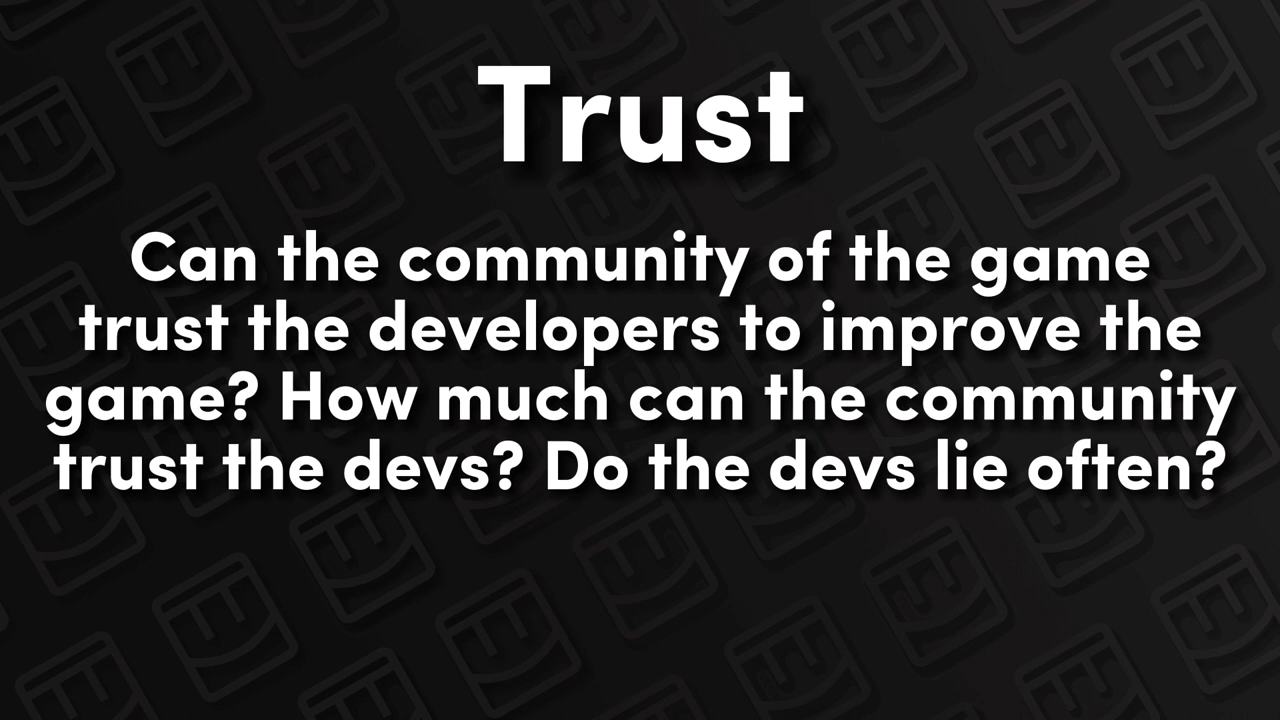 Trust
Can the community of the game
trust the developers to improve the
game? How much can the community
trust the devs? Do the devs lie often?